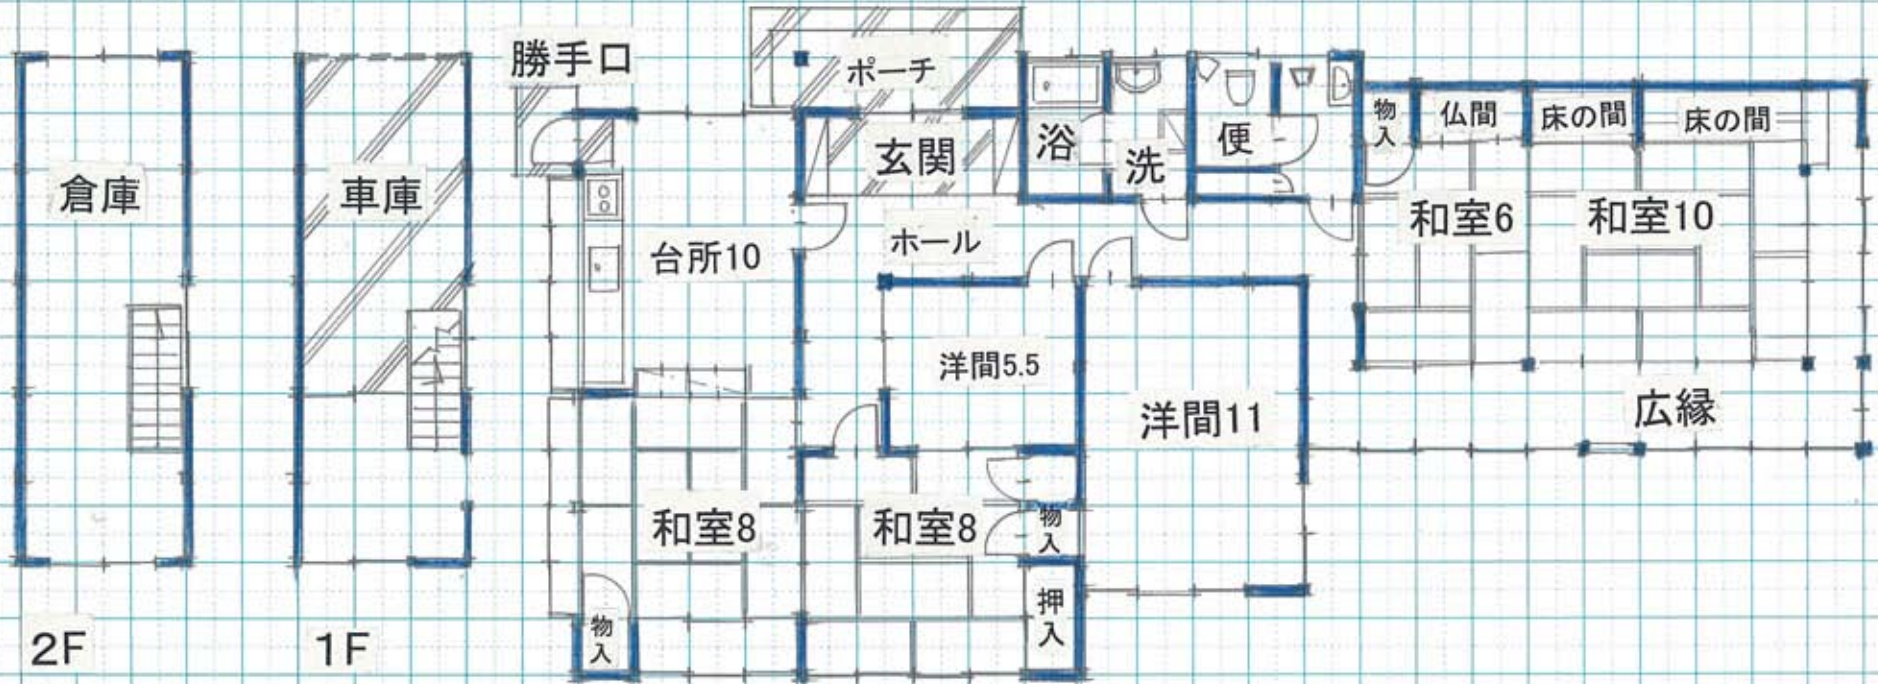 勝手口
ポーチ
物入
仏間
床の間
床の間
倉庫
車庫
玄関
浴
洗
便
和室6
和室10
台所10
ホール
洋間5.5
洋間11
広縁
和室8
和室8
物入
押入
物入
2F
1F